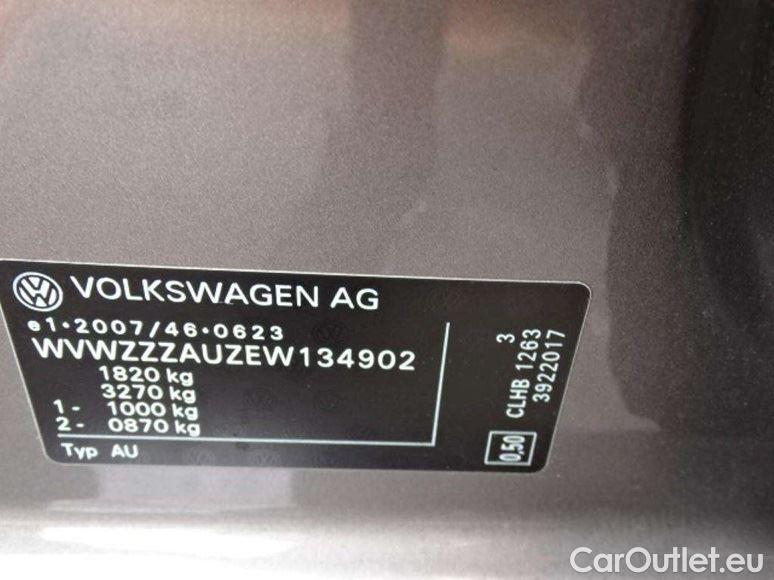 VOLKSWAGEN AG
e1*2007/46*0623
WVWZZZAUZEW134902
1820 kg
3270 kg
1- 1000 kg
2- 0870 kg
Typ AU
3
CLHB 1263
3922017
0,50
CarOutlet.eu